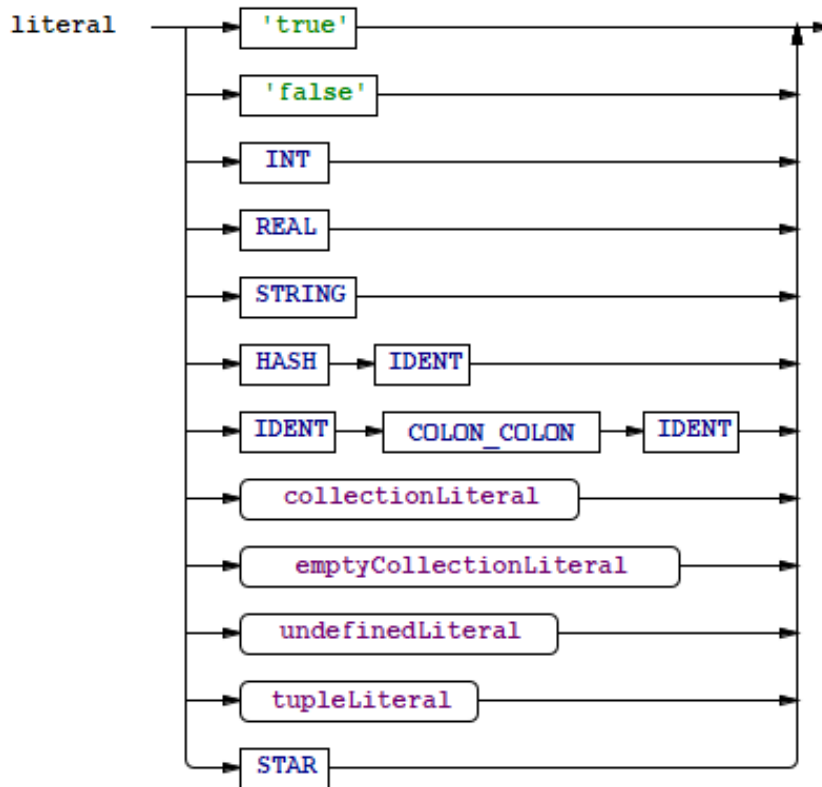 literal 'true'
'false'
INT
REAL
STRING
HASH IDENT
IDENT COLON_COLON IDENT
collectionLiteral
emptyCollectionLiteral
undefinedLiteral
tupleLiteral
STAR